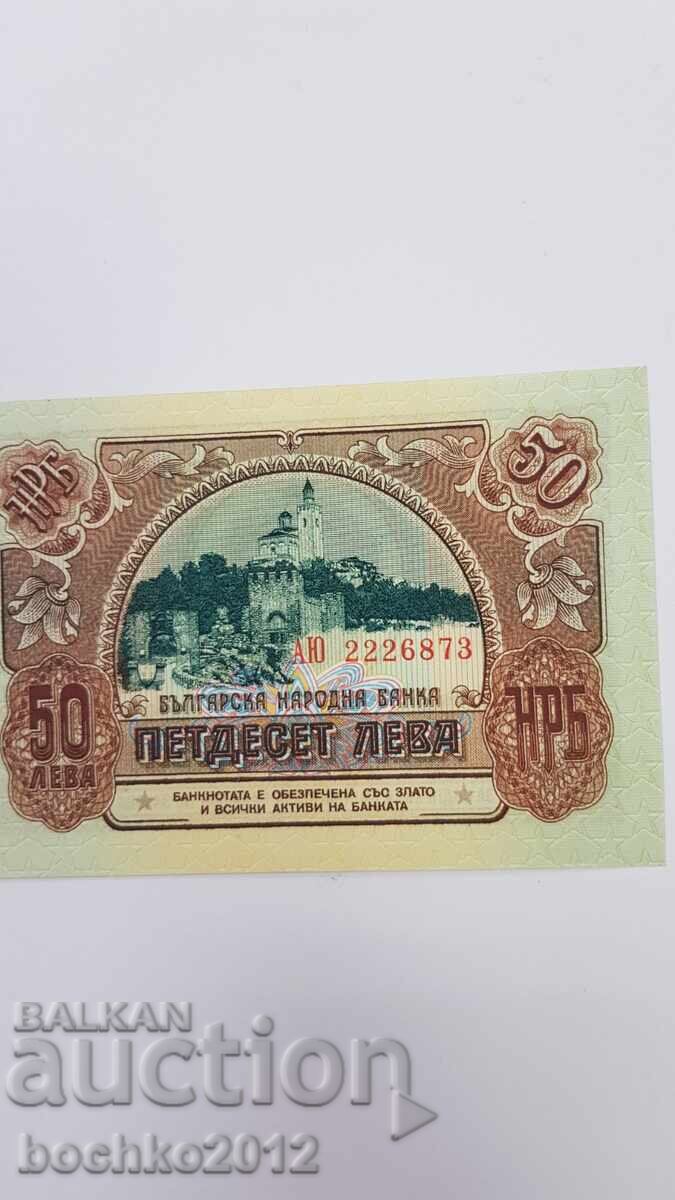 НРБ
50
АЮ 2226873
БЪЛГАРСКА НАРОДНА БАНКА
50 ЛЕВА
ПЕТДЕСЕТ ЛЕВА
НРБ
БАНКНОТАТА Е ОБЕЗПЕЧЕНА СЪС ЗЛАТО
И ВСИЧКИ АКТИВИ НА БАНКАТА
BALKAN
auction
bochko2012